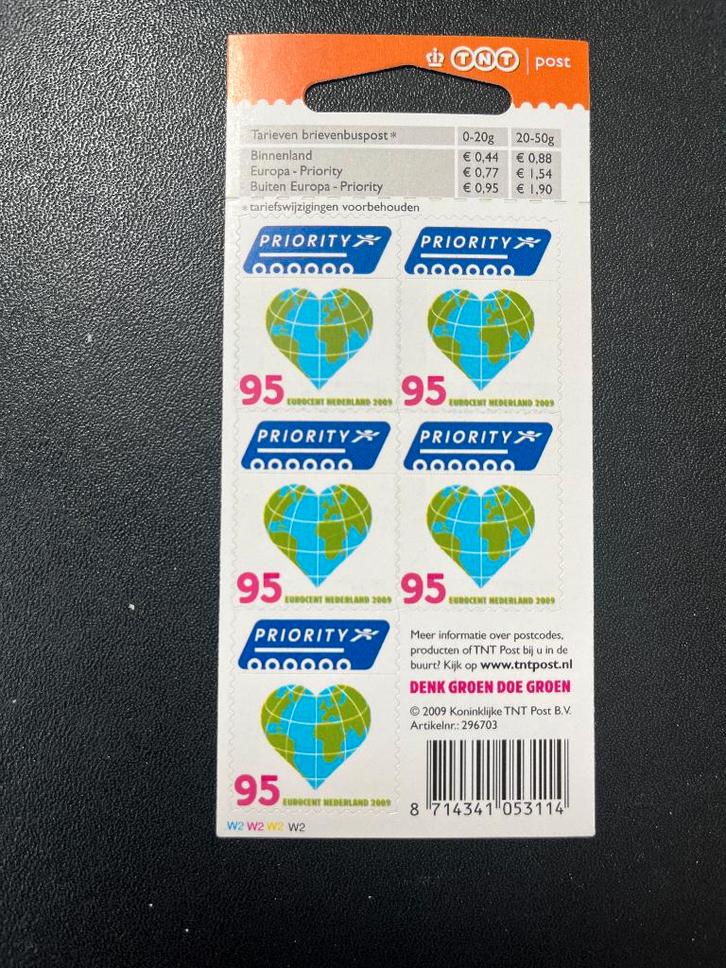 TNT post
Tarieven brievenbuspost* 0-20g 20-50g
Binnenland € 0,44 € 0,88
Europa - Priority € 0,77 € 1,54
Buiten Europa - Priority € 0,95 € 1,90
*tariefswijzigingen voorbehouden
PRIORITY PRIORITY
95 EUROCENT NEDERLAND 2009 95 EUROCENT NEDERLAND 2009
PRIORITY PRIORITY
95 EUROCENT NEDERLAND 2009 95 EUROCENT NEDERLAND 2009
PRIORITY
95 EUROCENT NEDERLAND 2009
Meer informatie over postcodes,
producten of TNT Post bij u in de
buurt? Kijk op www.tntpost.nl
DENK GROEN DOE GROEN
© 2009 Koninklijke TNT Post B.V.
Artikelnr.: 296703
8 714341 053114
W2 W2 W2 W2